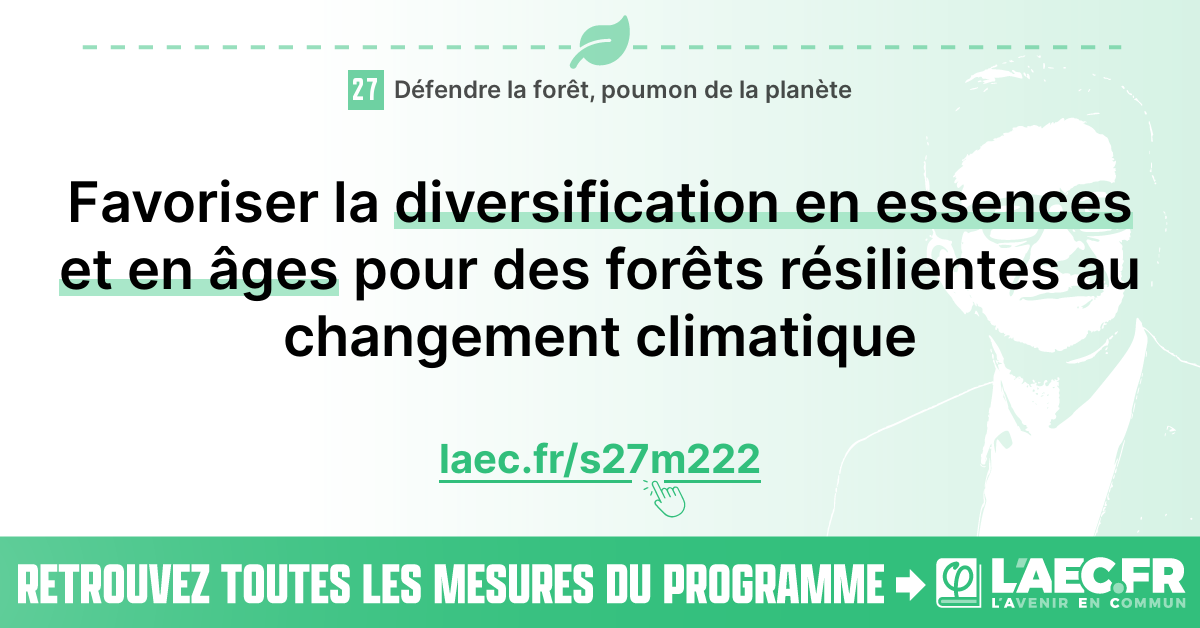 27 Défendre la forêt, poumon de la planète
Favoriser la diversification en essences
et en âges pour des forêts résilientes au
changement climatique
laec.fr/s27m222
RETROUVEZ TOUTES LES MESURES DU PROGRAMME
φ L'AEC.FR
L'AVENIR EN COMMUN